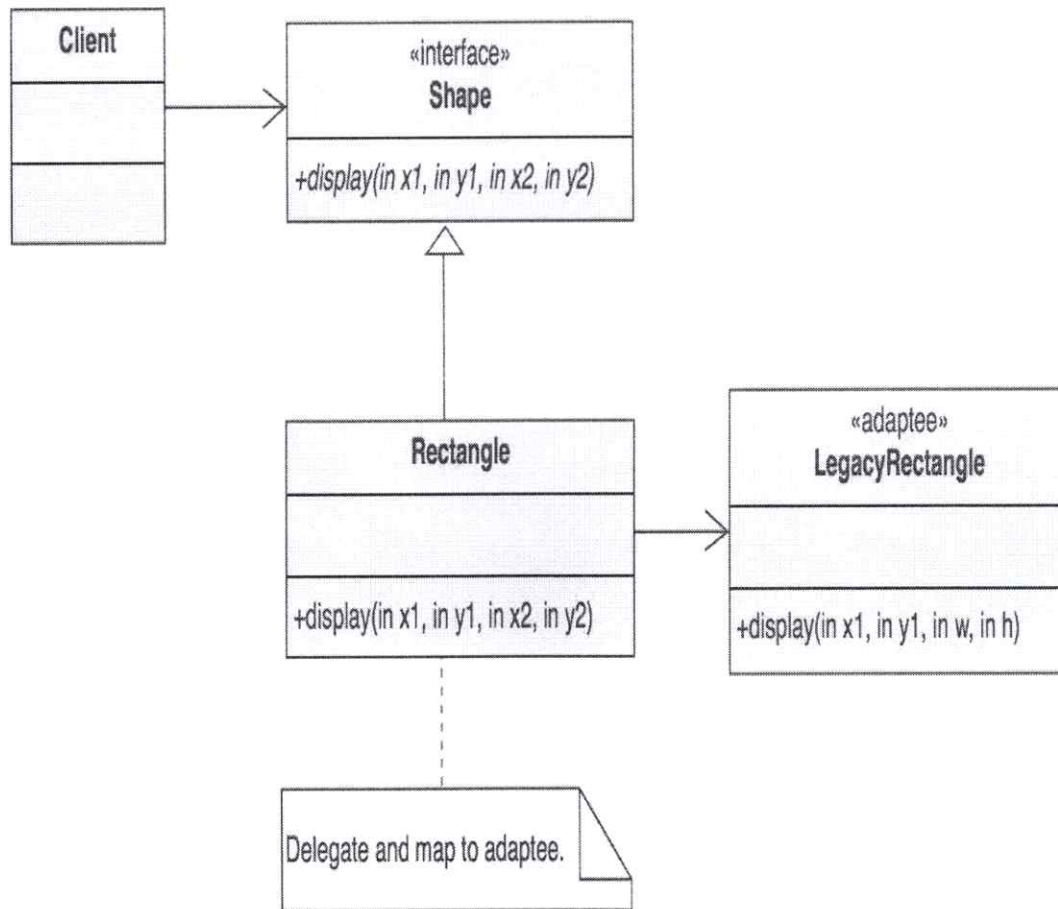 Client
«interface»
Shape
+display(in x1, in y1, in x2, in y2)
Rectangle
+display(in x1, in y1, in x2, in y2)
«adaptee»
LegacyRectangle
+display(in x1, in y1, in w, in h)
Delegate and map to adaptee.